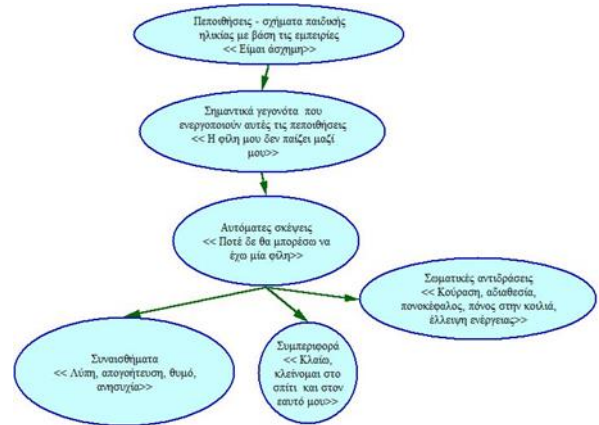 Πεποιθήσεις - σχήματα παιδικής
ηλικίας με βάση τις εμπειρίες
<< Είμαι άσχημη>>
Σημαντικά γεγονότα που
ενεργοποιούν αυτές τις πεποιθήσεις
<< Η φίλη μου δεν παίζει μαζί
μου>>
Αυτόματες σκέψεις
<< Ποτέ δε θα μπορέσω να
έχω μία φίλη>>
Συναισθήματα
<< Λύπη, απογοήτευση, θυμό,
ανησυχία>>
Συμπεριφορά
<< Κλαίω,
κλείνομαι στο
σπίτι και στον
εαυτό μου>>
Σωματικές αντιδράσεις
<< Κούραση, αδιαθεσία,
πονοκέφαλος, πόνος στην κοιλιά,
έλλειψη ενέργειας>>